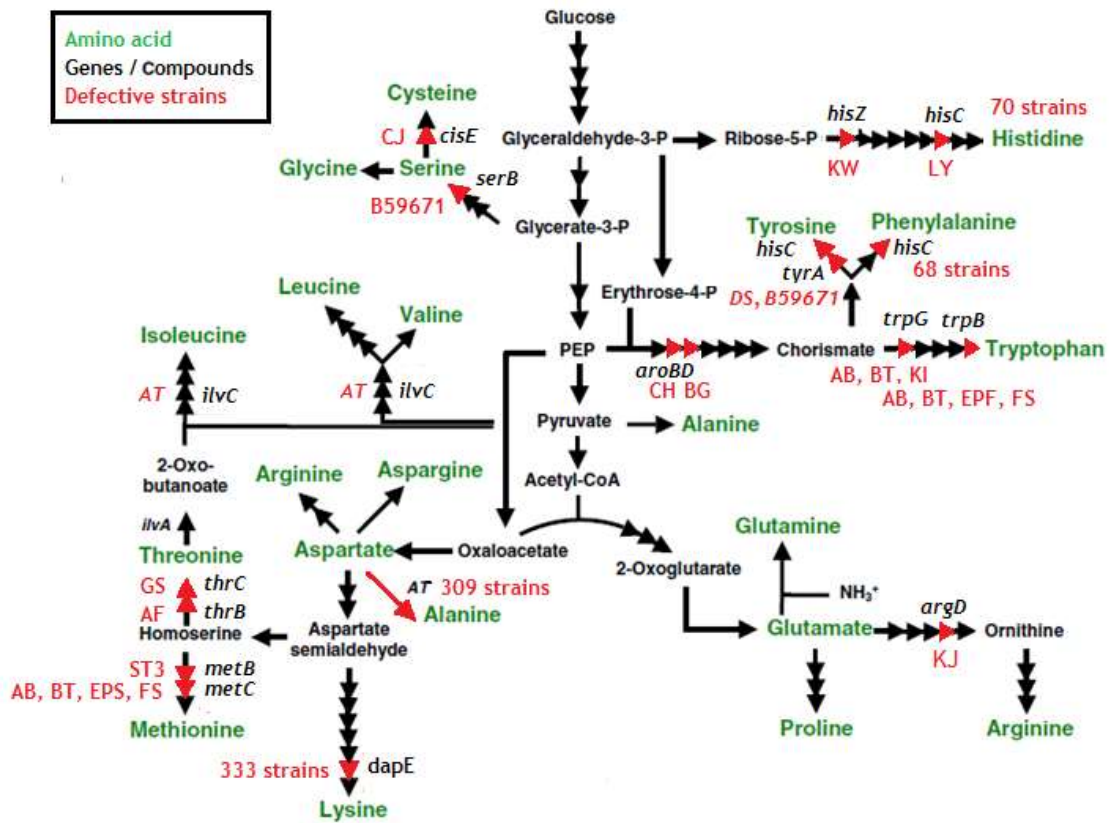 Amino acid
Genes / Compounds
Defective strains
Glucose
Cysteine
CJ cisE
Glyceraldehyde-3-P
Ribose-5-P
hisZ hisC
70 strains
Histidine
KW LY
Glycine
Serine
serB
B59671
Glycerate-3-P
Tyrosine
Phenylalanine
hisC
hisC
tyrA
68 strains
DS, B59671
Erythrose-4-P
Leucine
Valine
Isoleucine
AT ilvC
AT ilvC
PEP
aroBD
CH BG
Chorismate
trpG trpB
Tryptophan
AB, BT, KI
AB, BT, EPF, FS
Pyruvate
Alanine
2-Oxo-
butanoate
Acetyl-CoA
Arginine
Aspargine
ilvA
Threonine
Aspartate
Oxaloacetate
2-Oxoglutarate
Glutamine
NH₃⁺
GS thrC
AF thrB
Homoserine
Aspartate
semialdehyde
AT 309 strains
Alanine
Glutamate
argD
Ornithine
KJ
ST3 metB
AB, BT, EPS, FS metC
Methionine
Proline
Arginine
333 strains dapE
Lysine